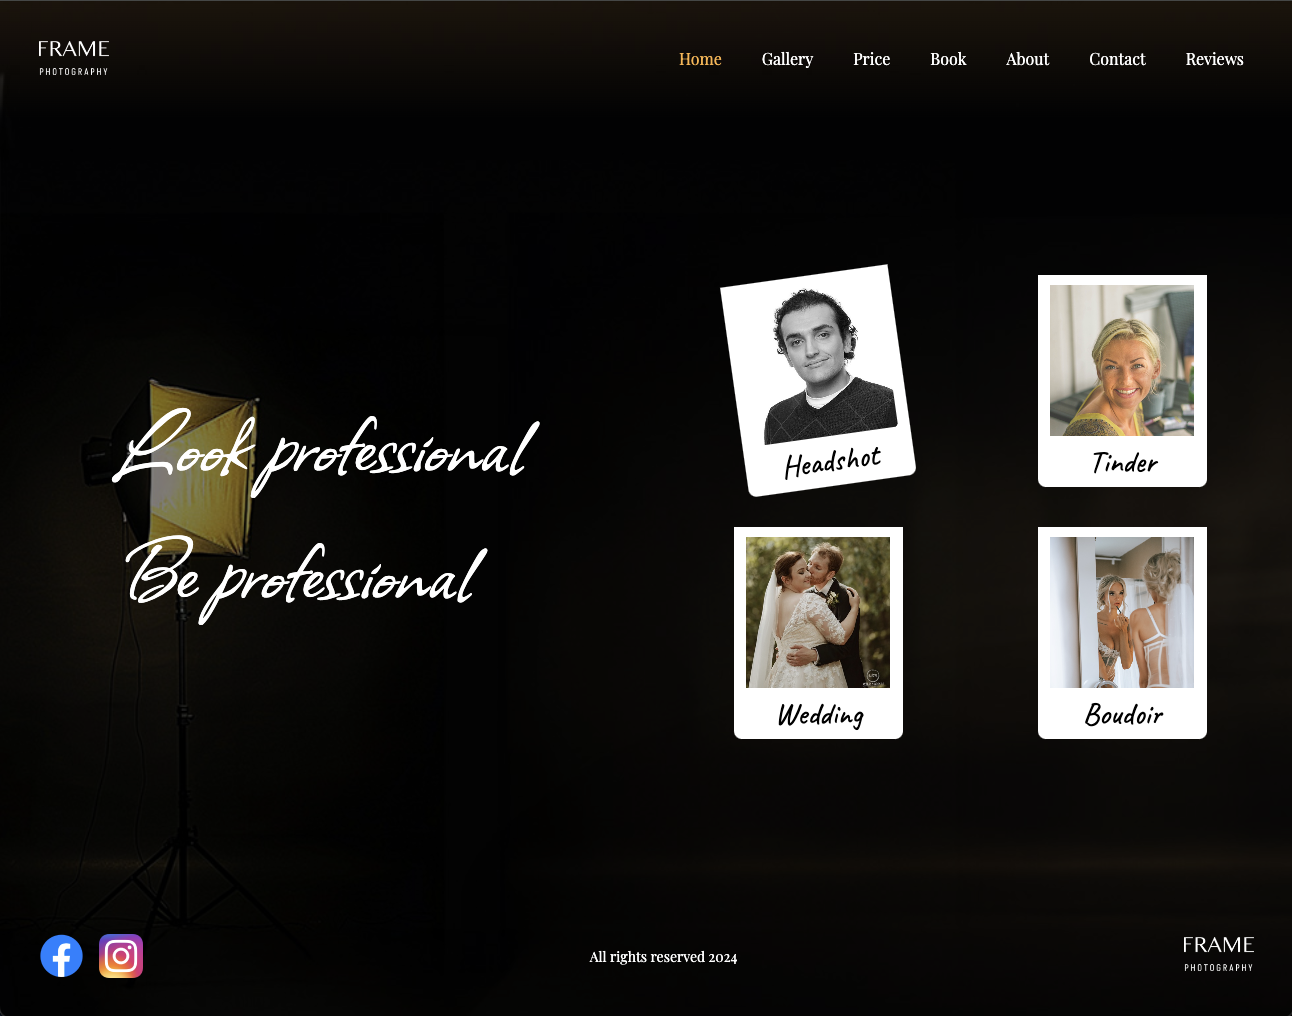 FRAME
PHOTOGRAPHY
Home Gallery Price Book About Contact Reviews
Look professional
Be professional
Headshot
Tinder
Wedding
Boudoir
All rights reserved 2024
FRAME
PHOTOGRAPHY